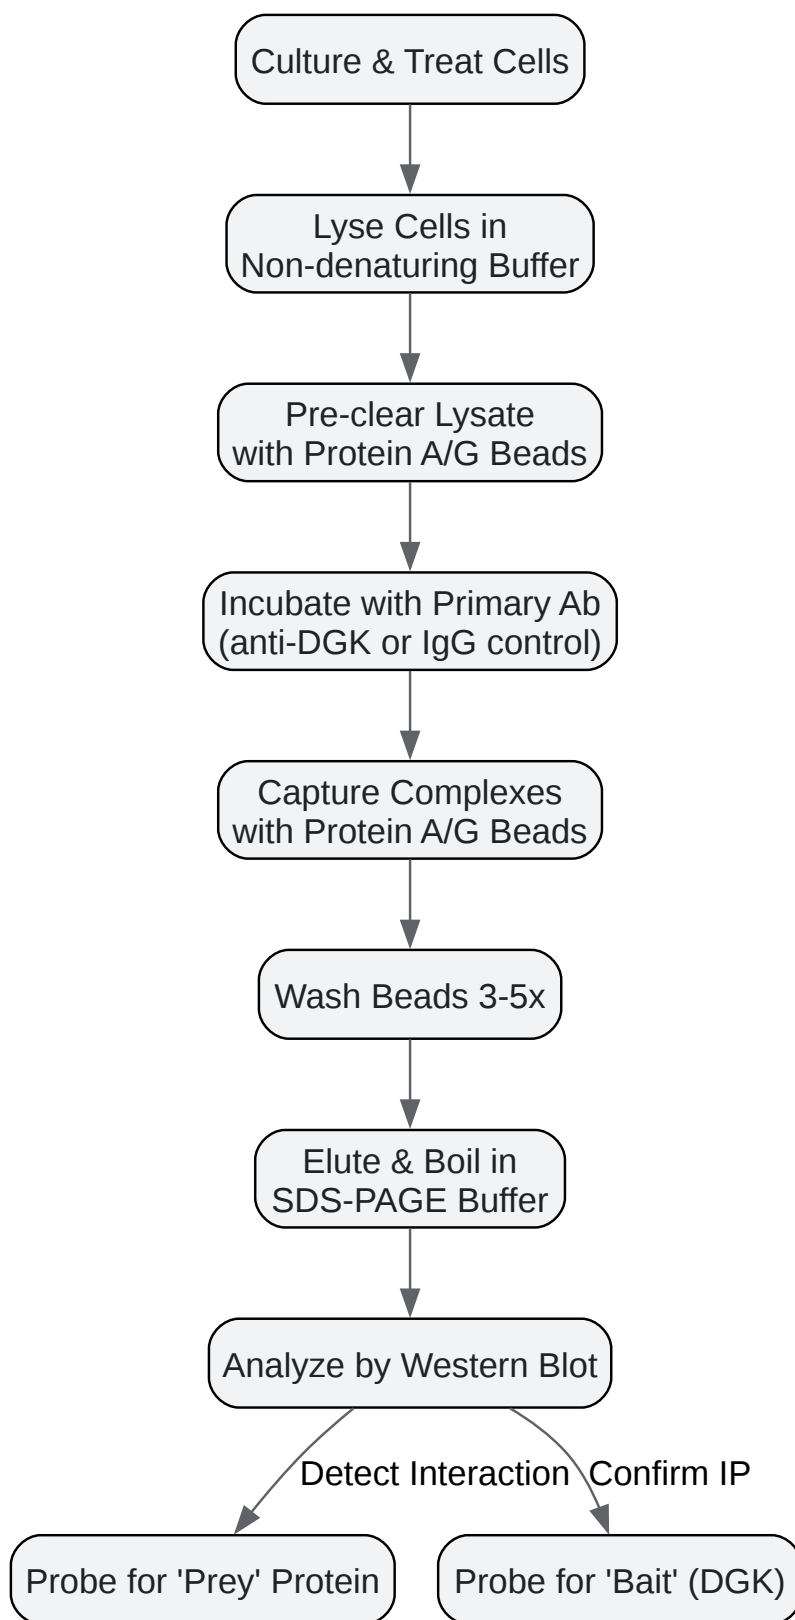 Culture & Treat Cells
Lyse Cells in
Non-denaturing Buffer
Pre-clear Lysate
with Protein A/G Beads
Incubate with Primary Ab
(anti-DGK or IgG control)
Capture Complexes
with Protein A/G Beads
Wash Beads 3-5x
Elute & Boil in
SDS-PAGE Buffer
Analyze by Western Blot
Detect Interaction
Confirm IP
Probe for 'Prey' Protein
Probe for 'Bait' (DGK)